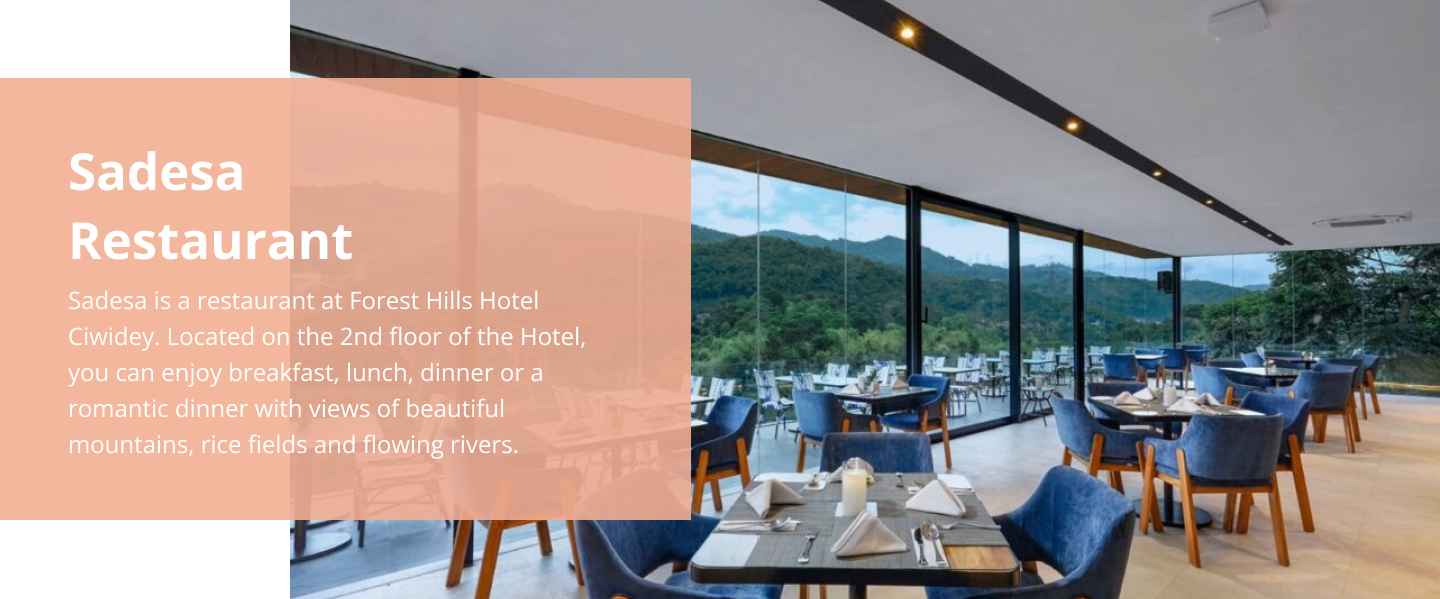 Sadesa
Restaurant
Sadesa is a restaurant at Forest Hills Hotel
Ciwidey. Located on the 2nd floor of the Hotel,
you can enjoy breakfast, lunch, dinner or a
romantic dinner with views of beautiful
mountains, rice fields and flowing rivers.